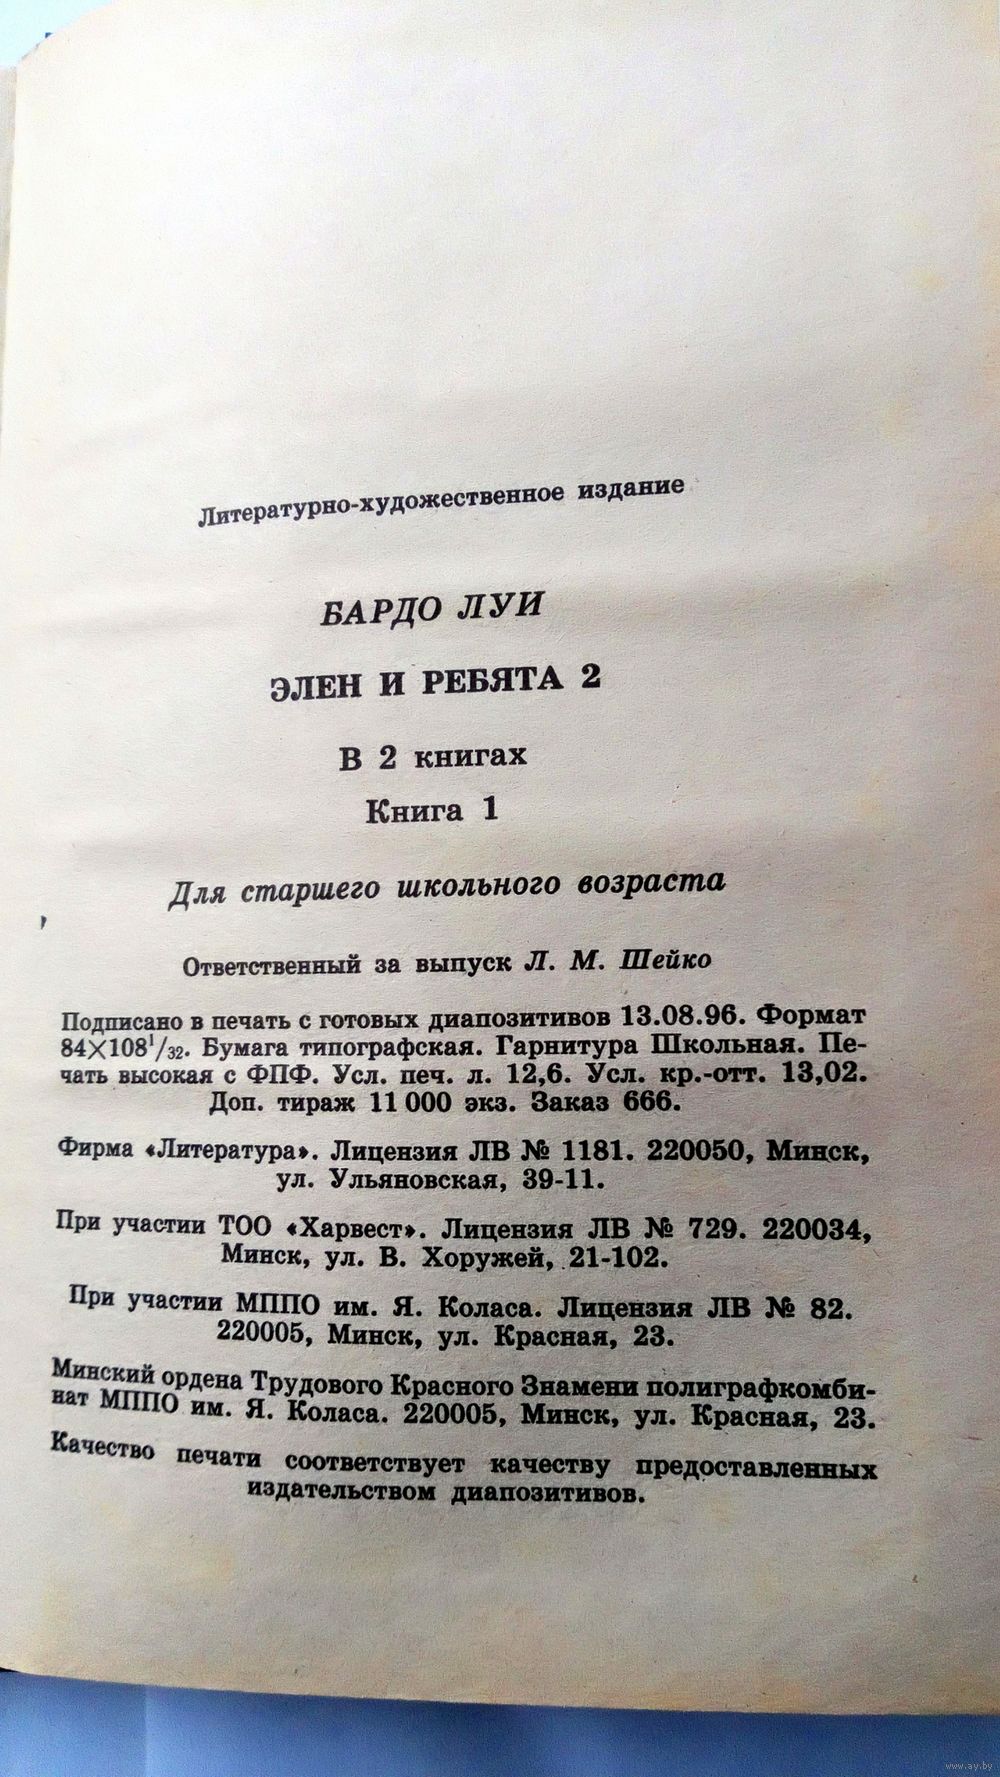 Литературно-художественное издание
БАРДО ЛУИ
ЭЛЕН И РЕБЯТА 2
В 2 книгах
Книга 1
Для старшего школьного возраста
Ответственный за выпуск Л. М. Шейко
Подписано в печать с готовых диапозитивов 13.08.96. Формат
84×108¹/₃₂. Бумага типографская. Гарнитура Школьная. Пе-
чать высокая с ФПФ. Усл. печ. л. 12,6. Усл. кр.-отт. 13,02.
Доп. тираж 11 000 экз. Заказ 666.
Фирма «Литература». Лицензия ЛВ № 1181. 220050, Минск,
ул. Ульяновская, 39-11.
При участии ТОО «Харвест». Лицензия ЛВ № 729. 220034,
Минск, ул. В. Хоружей, 21-102.
При участии МППО им. Я. Коласа. Лицензия ЛВ № 82.
220005, Минск, ул. Красная, 23.
Минский ордена Трудового Красного Знамени полиграфкомби-
нат МППО им. Я. Коласа. 220005, Минск, ул. Красная, 23.
Качество печати соответствует качеству предоставленных
издательством диапозитивов.
www.ay.by